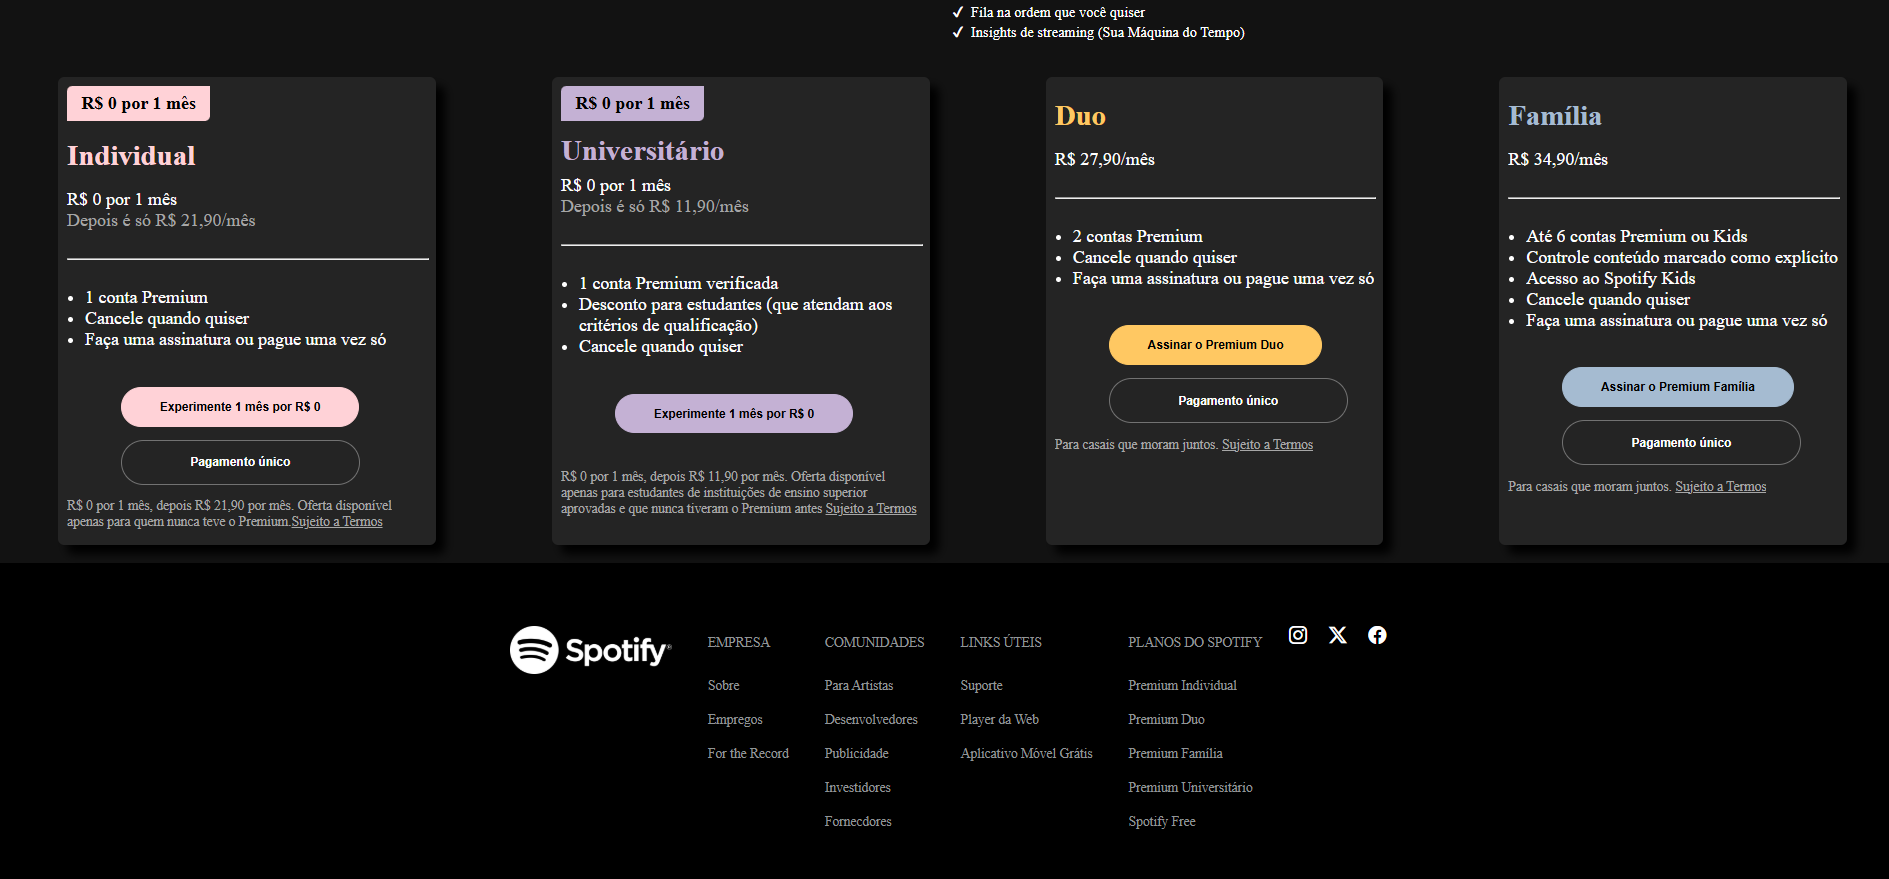 Fila na ordem que você quiser
Insights de streaming (Sua Máquina do Tempo)
R$ 0 por 1 mês
Individual
R$ 0 por 1 mês
Depois é só R$ 21,90/mês
1 conta Premium
Cancele quando quiser
Faça uma assinatura ou pague uma vez só
Experimente 1 mês por R$ 0
Pagamento único
R$ 0 por 1 mês, depois R$ 21,90 por mês. Oferta disponível
apenas para quem nunca teve o Premium.Sujeito a Termos
R$ 0 por 1 mês
Universitário
R$ 0 por 1 mês
Depois é só R$ 11,90/mês
1 conta Premium verificada
Desconto para estudantes (que atendam aos
critérios de qualificação)
Cancele quando quiser
Experimente 1 mês por R$ 0
R$ 0 por 1 mês, depois R$ 11,90 por mês. Oferta disponível
apenas para estudantes de instituições de ensino superior
aprovadas e que nunca tiveram o Premium antes Sujeito a Termos
Duo
R$ 27,90/mês
2 contas Premium
Cancele quando quiser
Faça uma assinatura ou pague uma vez só
Assinar o Premium Duo
Pagamento único
Para casais que moram juntos. Sujeito a Termos
Família
R$ 34,90/mês
Até 6 contas Premium ou Kids
Controle conteúdo marcado como explícito
Acesso ao Spotify Kids
Cancele quando quiser
Faça uma assinatura ou pague uma vez só
Assinar o Premium Família
Pagamento único
Para casais que moram juntos. Sujeito a Termos
Spotify
EMPRESA
Sobre
Empregos
For the Record
COMUNIDADES
Para Artistas
Desenvolvedores
Publicidade
Investidores
Fornecdores
LINKS ÚTEIS
Suporte
Player da Web
Aplicativo Móvel Grátis
PLANOS DO SPOTIFY
Premium Individual
Premium Duo
Premium Família
Premium Universitário
Spotify Free